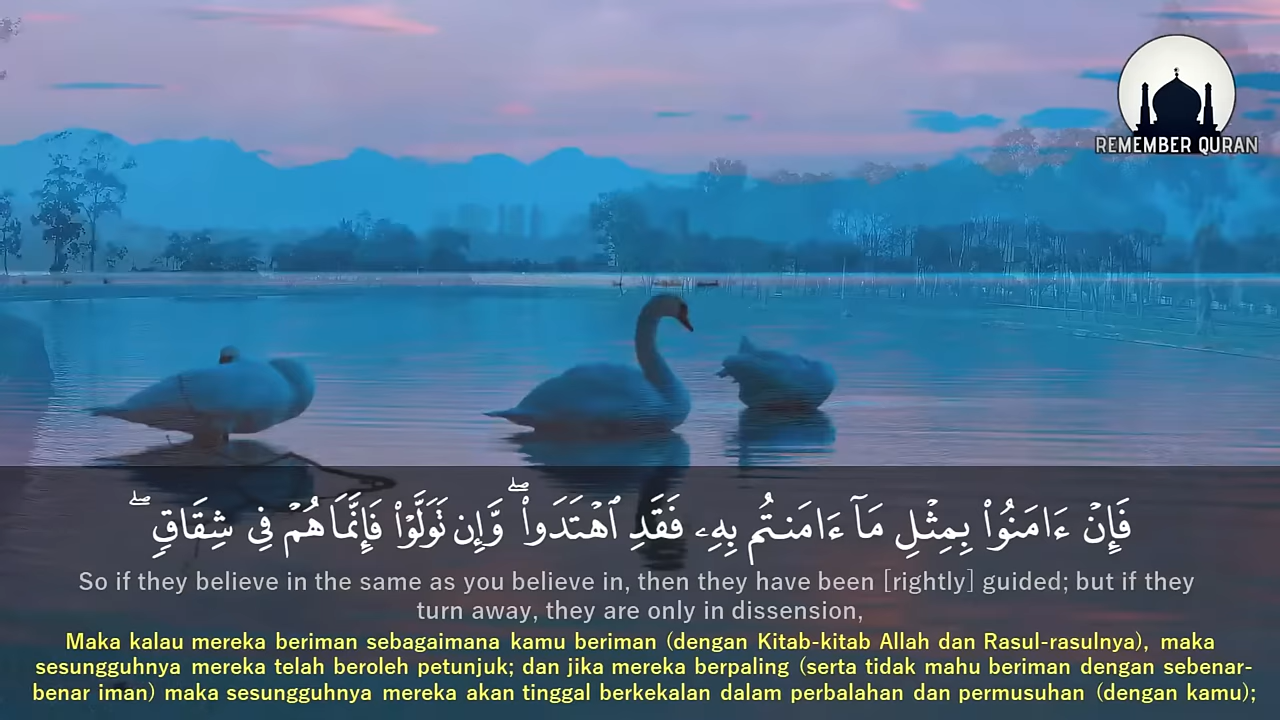 REMEMBER QURAN
فَإِنْ ءَامَنُوا۟ بِمِثْلِ مَآ ءَامَنتُم بِهِۦ فَقَدِ ٱهْتَدَوا۟ ۖ وَّإِن تَوَلَّوْا۟ فَإِنَّمَا هُمْ فِى شِقَاقٍ ۖ
So if they believe in the same as you believe in, then they have been [rightly] guided; but if they
turn away, they are only in dissension,
Maka kalau mereka beriman sebagaimana kamu beriman (dengan Kitab-kitab Allah dan Rasul-rasulnya), maka
sesungguhnya mereka telah beroleh petunjuk; dan jika mereka berpaling (serta tidak mahu beriman dengan sebenar-
benar iman) maka sesungguhnya mereka akan tinggal berkekalan dalam perbalahan dan permusuhan (dengan kamu);